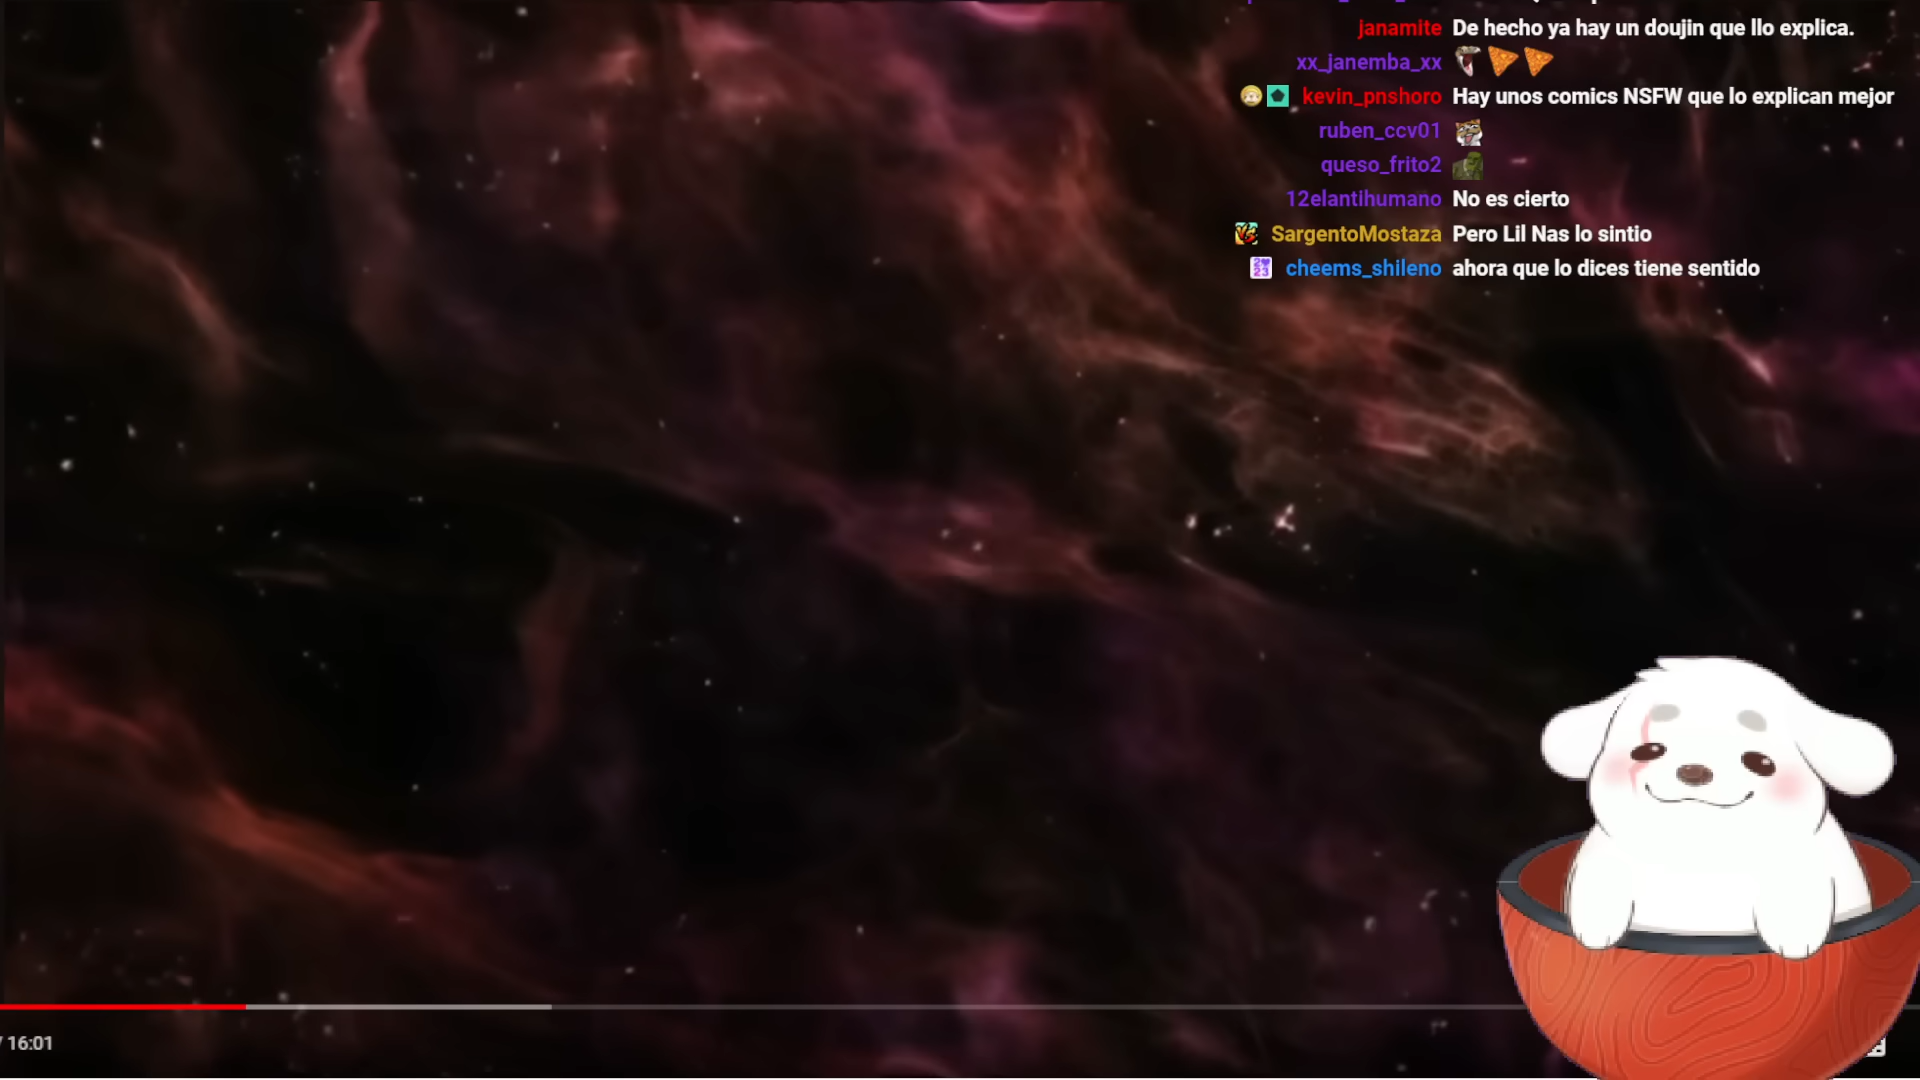 janamite De hecho ya hay un doujin que llo explica.
xx_janemba_xx
kevin_pnshoro Hay unos comics NSFW que lo explican mejor
ruben_ccv01
queso_frito2
12elantihumano No es cierto
SargentoMostaza Pero Lil Nas lo sintio
cheems_shileno ahora que lo dices tiene sentido
/ 16:01